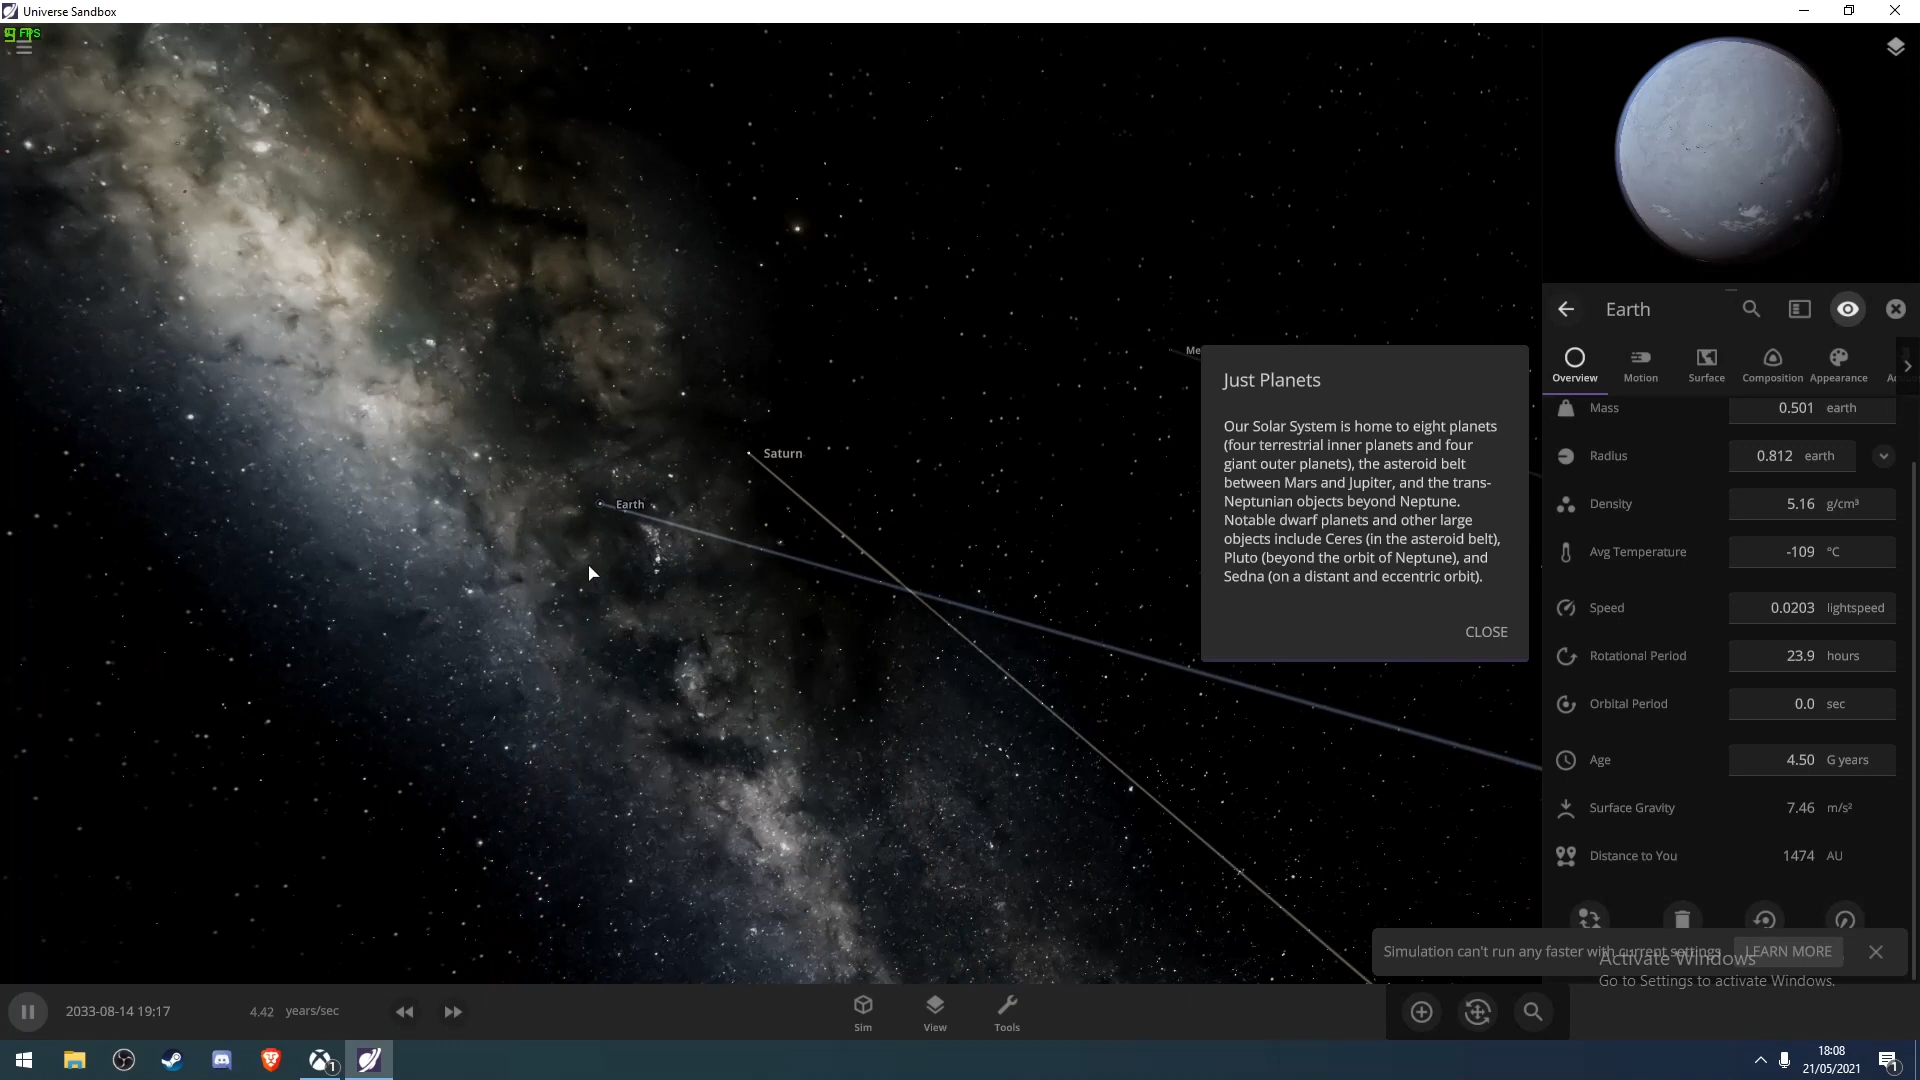 Universe Sandbox
FPS
Saturn
Earth
Me
Just Planets
Our Solar System is home to eight planets
(four terrestrial inner planets and four
giant outer planets), the asteroid belt
between Mars and Jupiter, and the trans-
Neptunian objects beyond Neptune.
Notable dwarf planets and other large
objects include Ceres (in the asteroid belt),
Pluto (beyond the orbit of Neptune), and
Sedna (on a distant and eccentric orbit).
CLOSE
Earth
Overview Motion Surface Composition Appearance
Mass 0.501 earth
Radius 0.812 earth
Density 5.16 g/cm³
Avg Temperature -109 °C
Speed 0.0203 lightspeed
Rotational Period 23.9 hours
Orbital Period 0.0 sec
Age 4.50 G years
Surface Gravity 7.46 m/s²
Distance to You 1474 AU
Simulation can't run any faster with current settings LEARN MORE
Activate Windows
Go to Settings to activate Windows.
2033-08-14 19:17 4.42 years/sec
Sim View Tools
1
18:08
21/05/2021
1